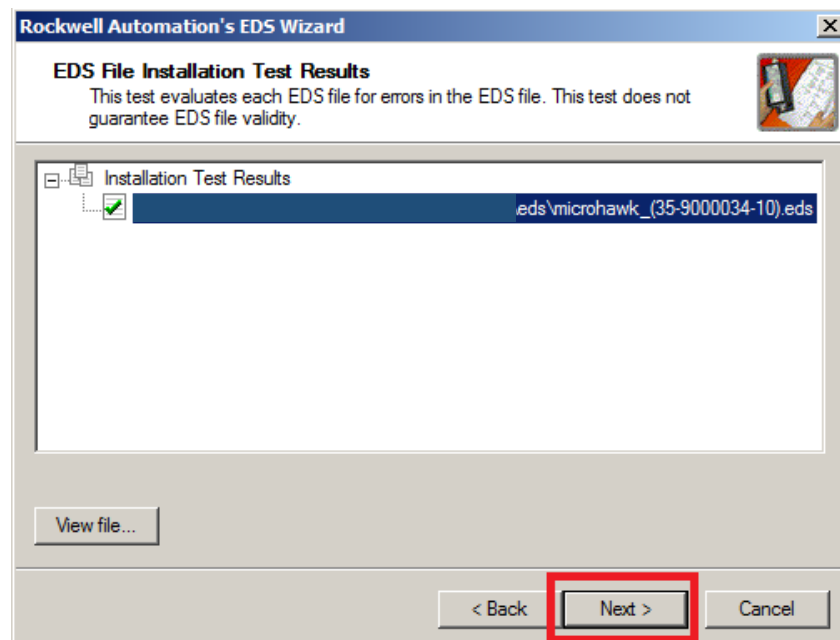 Rockwell Automation's EDS Wizard
EDS File Installation Test Results
This test evaluates each EDS file for errors in the EDS file. This test does not
guarantee EDS file validity.
Installation Test Results
\eds\microhawk_(35-9000034-10).eds
View file...
< Back
Next >
Cancel